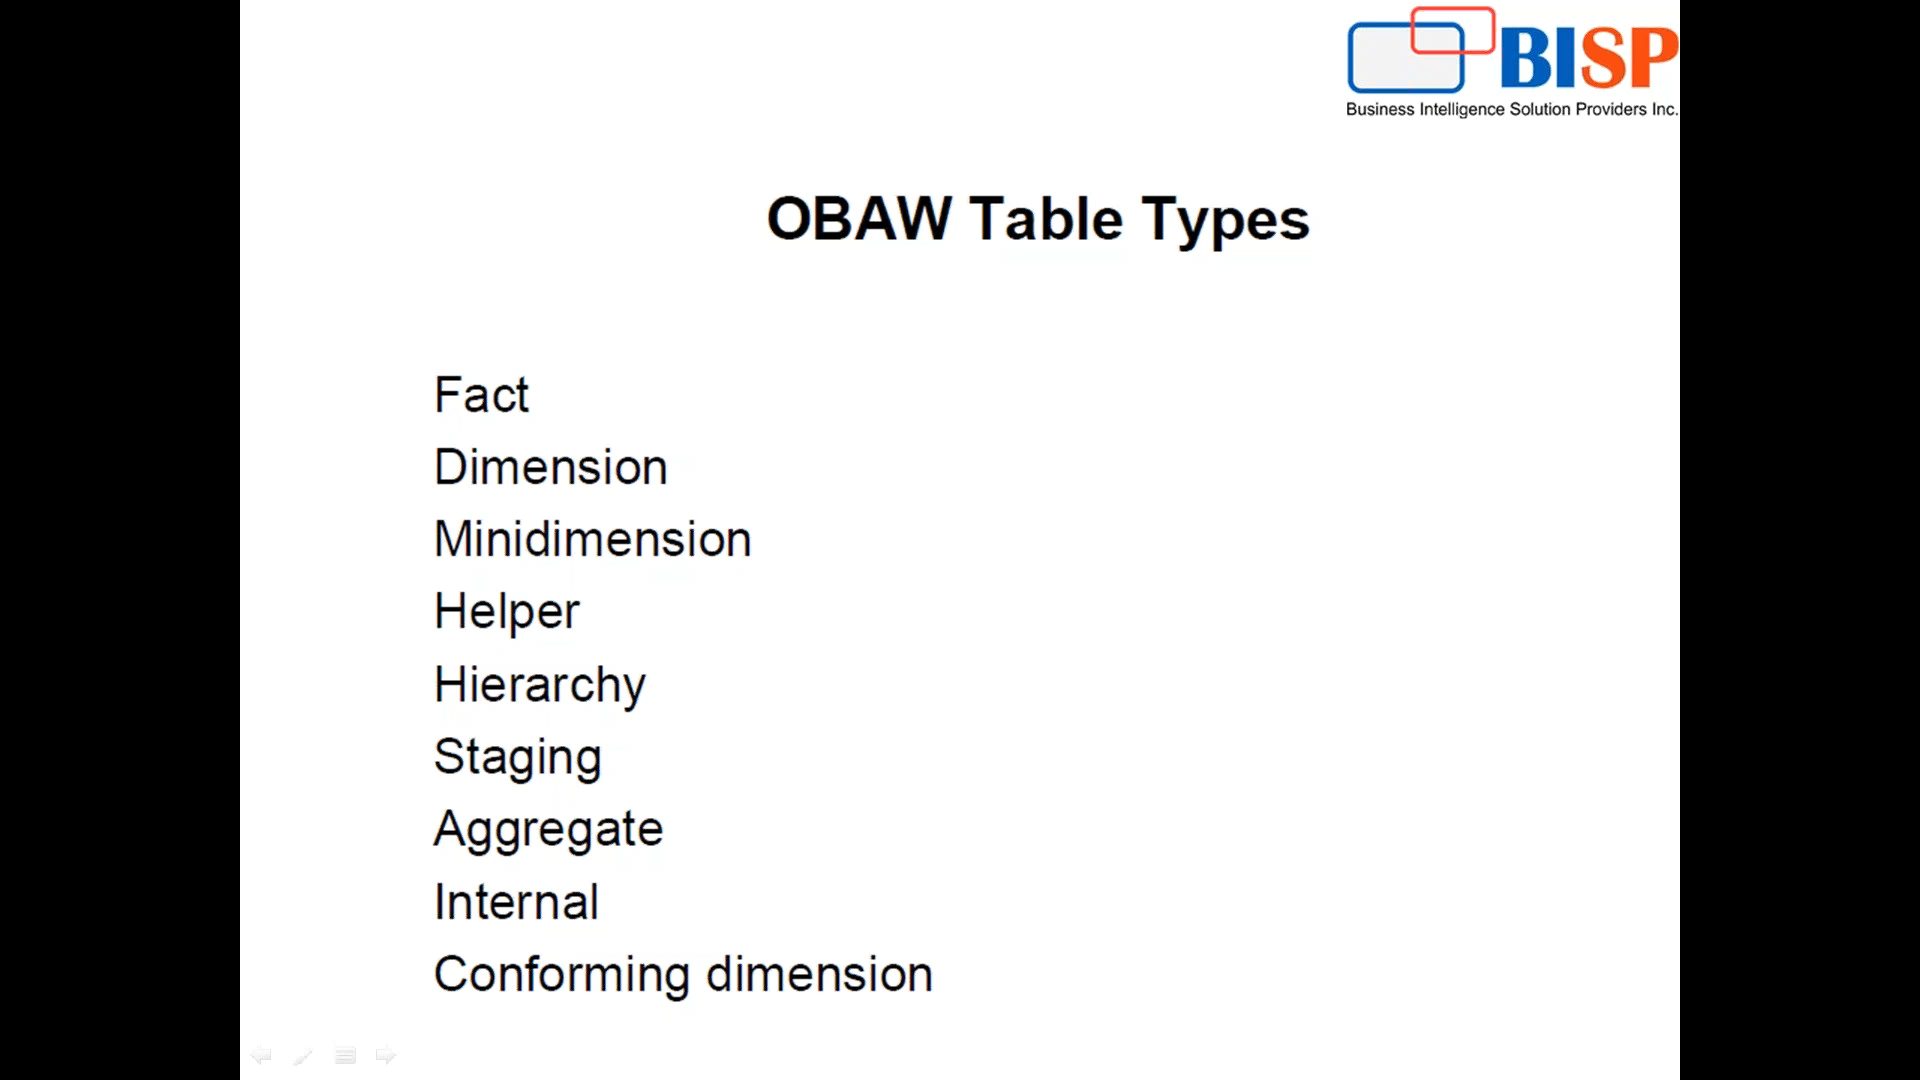 BISP
Business Intelligence Solution Providers Inc.
OBAW Table Types
Fact
Dimension
Minidimension
Helper
Hierarchy
Staging
Aggregate
Internal
Conforming dimension